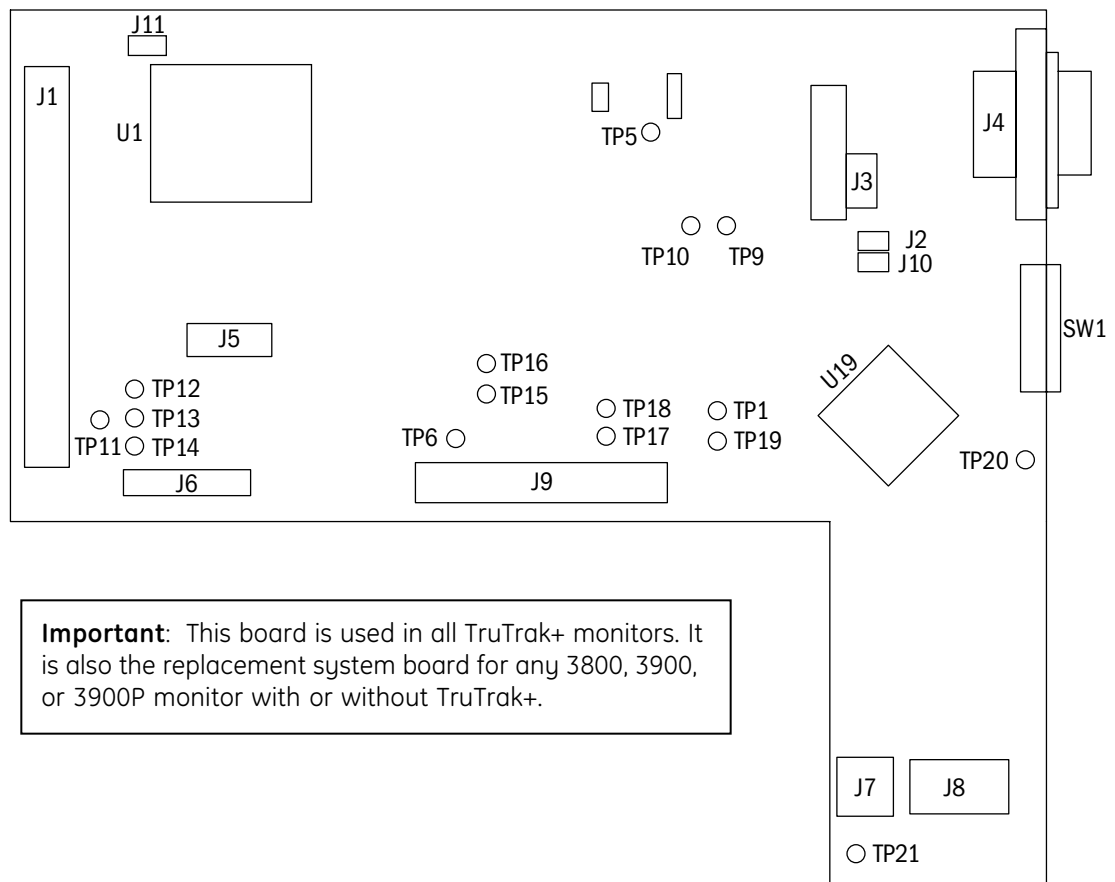 J11
J1
U1
TP5
J4
J3
TP10
TP9
J2
J10
SW1
J5
TP16
U19
TP12
TP15
TP13
TP18
TP1
TP11
TP14
TP6
TP17
TP19
TP20
J6
J9
Important: This board is used in all TruTrak+ monitors. It
is also the replacement system board for any 3800, 3900,
or 3900P monitor with or without TruTrak+.
J7
J8
TP21